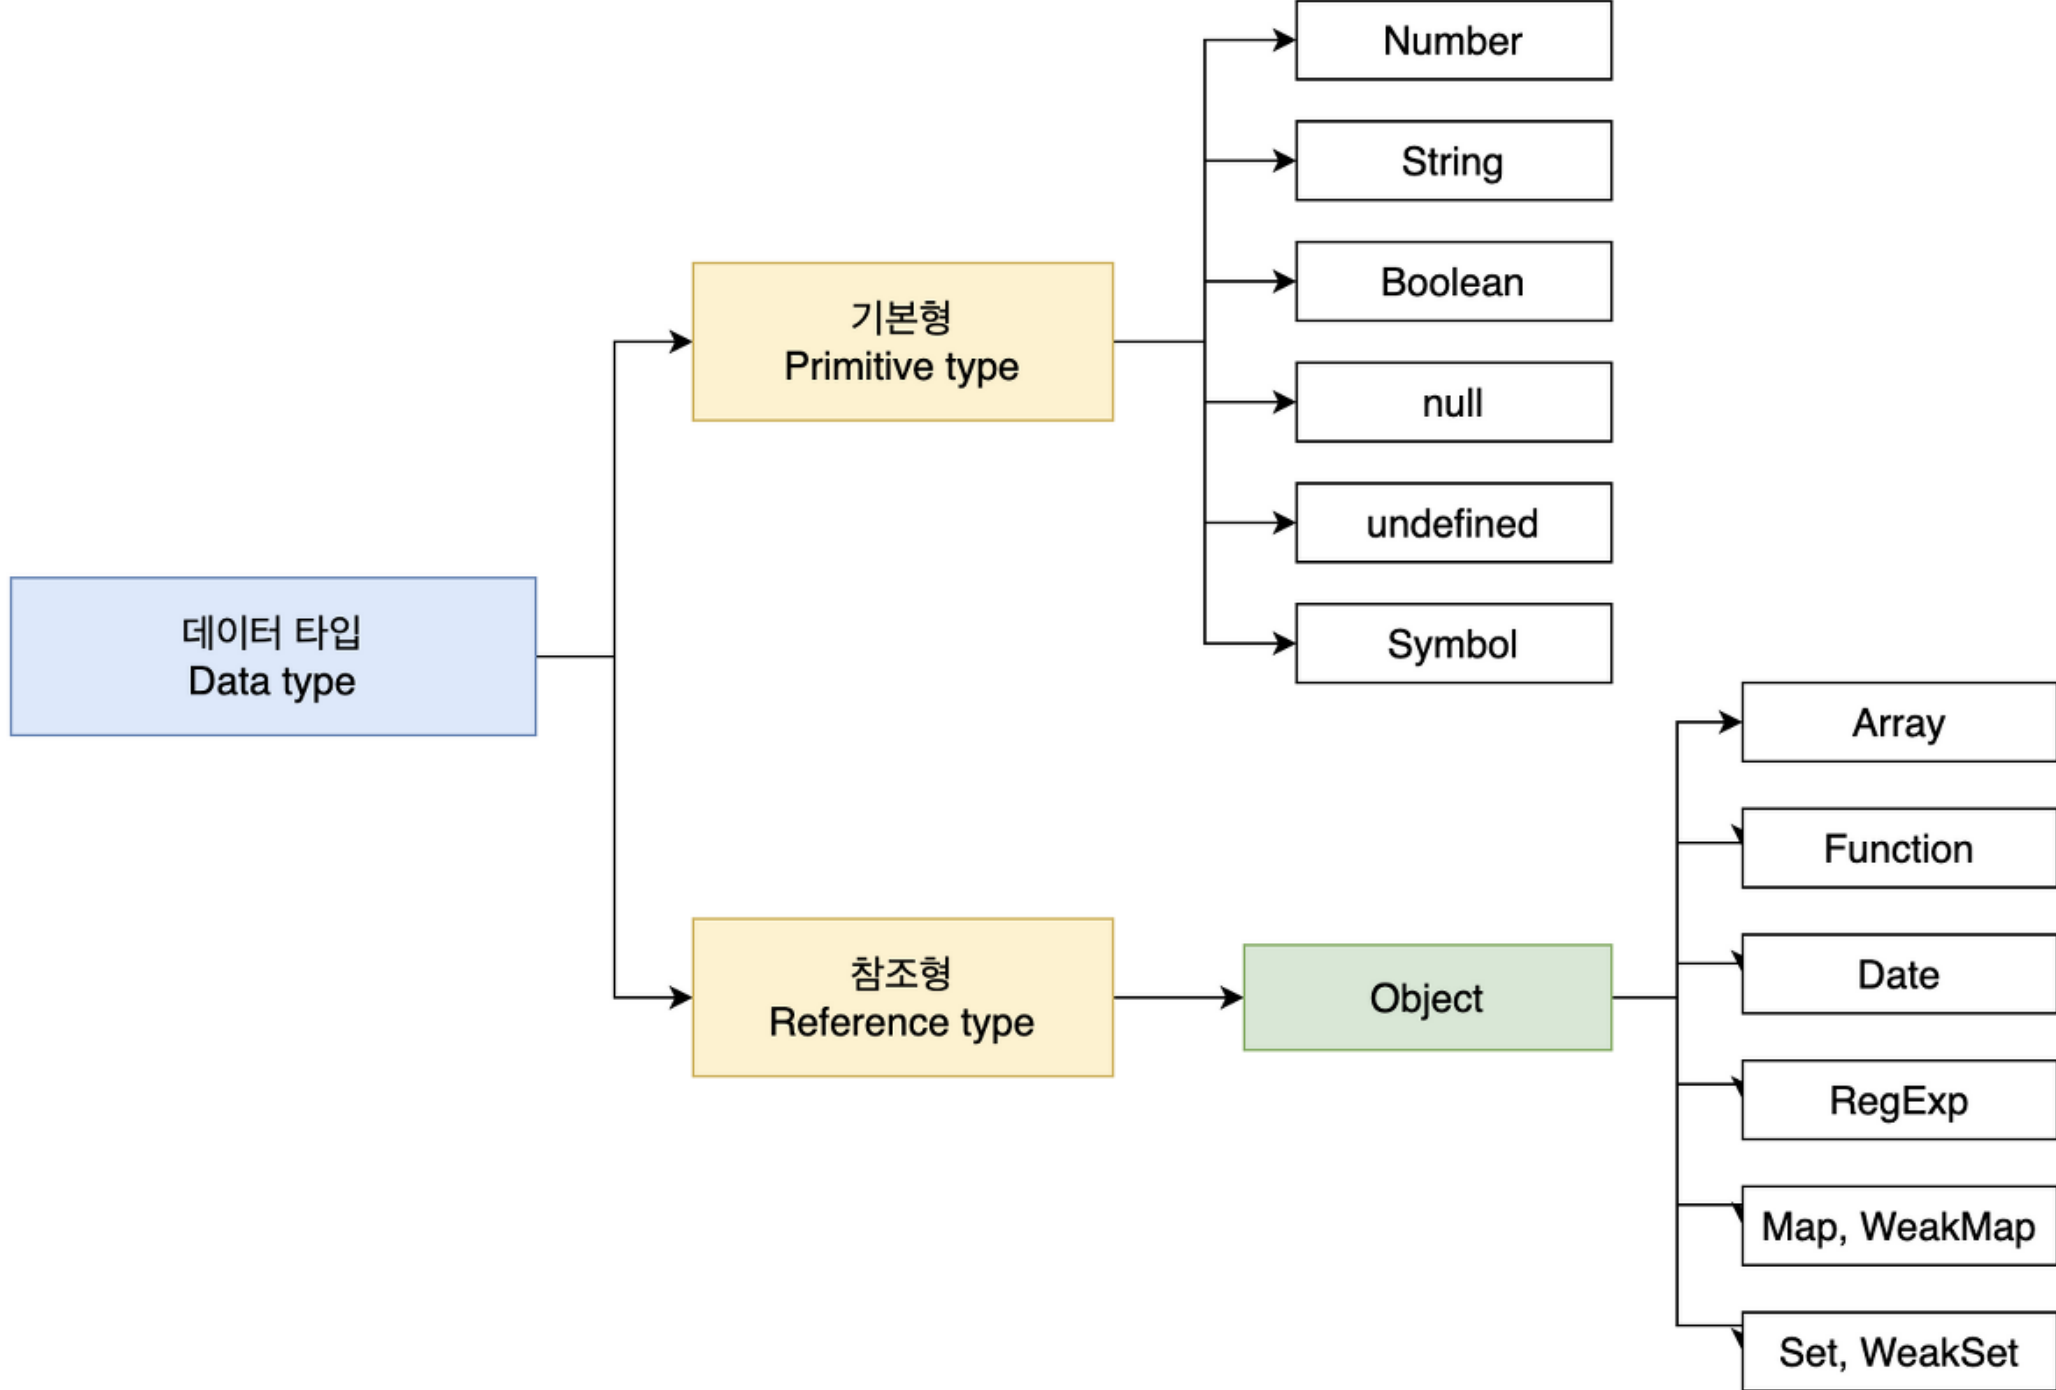 Number
String
Boolean
기본형
Primitive type
null
undefined
Symbol
데이터 타입
Data type
Array
Function
Date
참조형
Reference type
Object
RegExp
Map, WeakMap
Set, WeakSet